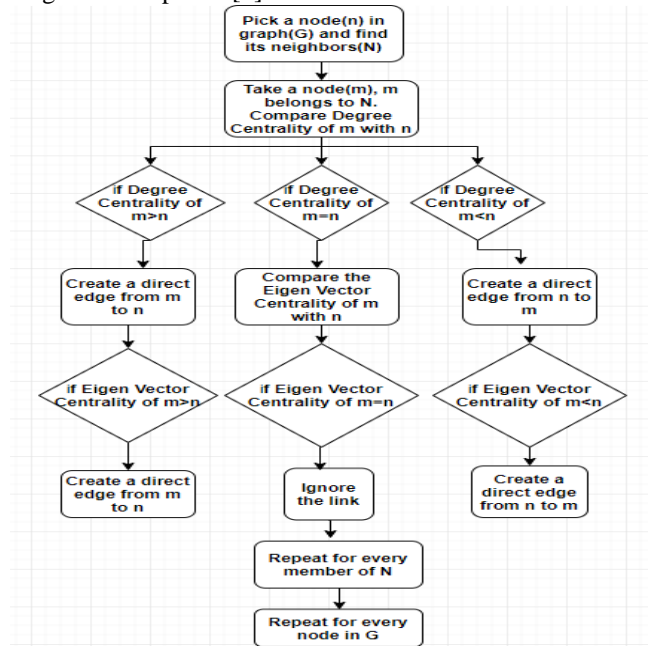 Pick a node(n) in
graph(G) and find
its neighbors(N)
Take a node(m), m
belongs to N.
Compare Degree
Centrality of m with n
if Degree
Centrality of
m>n
if Degree
Centrality of
m=n
if Degree
Centrality of
m<n
Create a direct
edge from m
to n
Compare the
Eigen Vector
Centrality of m
with n
Create a direct
edge from n to
m
if Eigen Vector
Centrality of m>n
if Eigen Vector
Centrality of m=n
if Eigen Vector
Centrality of m<n
Create a direct
edge from m
to n
Ignore
the link
Create a
direct edge
from n to m
Repeat for every
member of N
Repeat for every
node in G